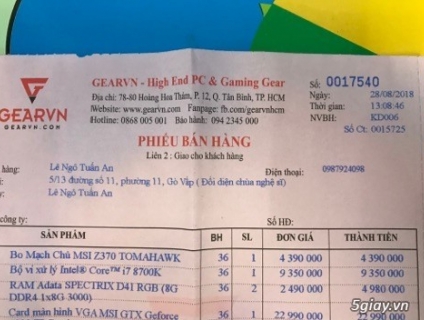 GEARVN - High End PC & Gaming Gear
Số: 0017540
Địa chỉ: 78-80 Hoàng Hoa Thám, P. 12, Q. Tân Bình, TP. HCM
Ngày: 28/08/2018
Website: www.gearvn.com Fanpage: fb.com/gearvnhcm
Thời gian: 13:08:46
GEARVN
Hotline: 0868 005 001 Bảo hành: 094 2345 000
NVBH: KD006
GEARVN.COM
Số Ct: 0015725
PHIẾU BÁN HÀNG
Liên 2: Giao cho khách hàng
hàng: Lê Ngô Tuấn An
Điện thoại: 0987924098
5/13 đường số 11, phường 11, Gò Vấp ( Đối diện chùa nghệ sĩ)
Lê Ngô Tuấn An
công ty:
Số HĐ:
SẢN PHẨM BH SL ĐƠN GIÁ THÀNH TIỀN
Bo Mạch Chủ MSI Z370 TOMAHAWK 36 1 4 390 000 4 390 000
Bộ vi xử lý Intel® Core™ i7 8700K 36 1 9 350 000 9 350 000
RAM Adata SPECTRIX D41 RGB (8G 36 2 2 490 000 4 980 000
DDR4 1x8G 3000)
Card màn hình VGA MSI GTX Geforce 36 1 22 990 000 22 990 000
5giay.vn